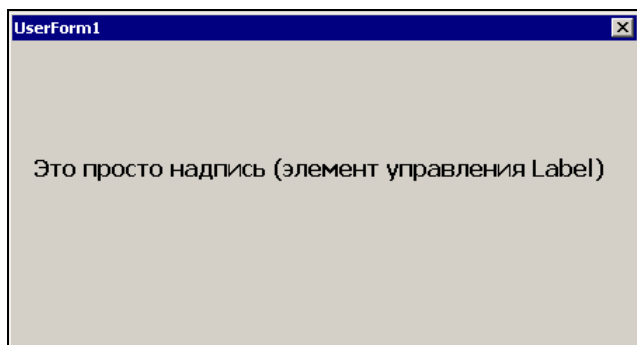 UserForm1
Это просто надпись (элемент управления Label)